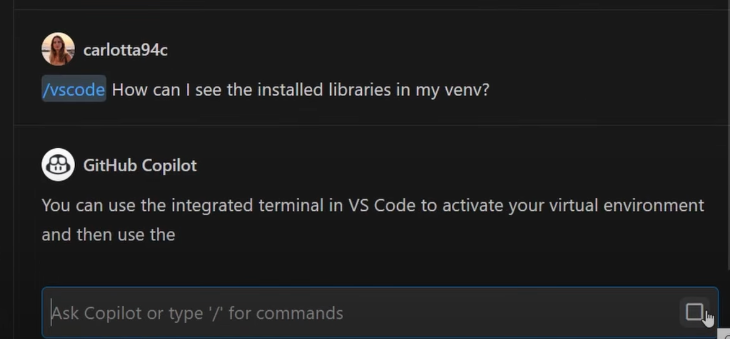 carlotta94c
/vscode How can I see the installed libraries in my venv?
GitHub Copilot
You can use the integrated terminal in VS Code to activate your virtual environment
and then use the
Ask Copilot or type '/' for commands